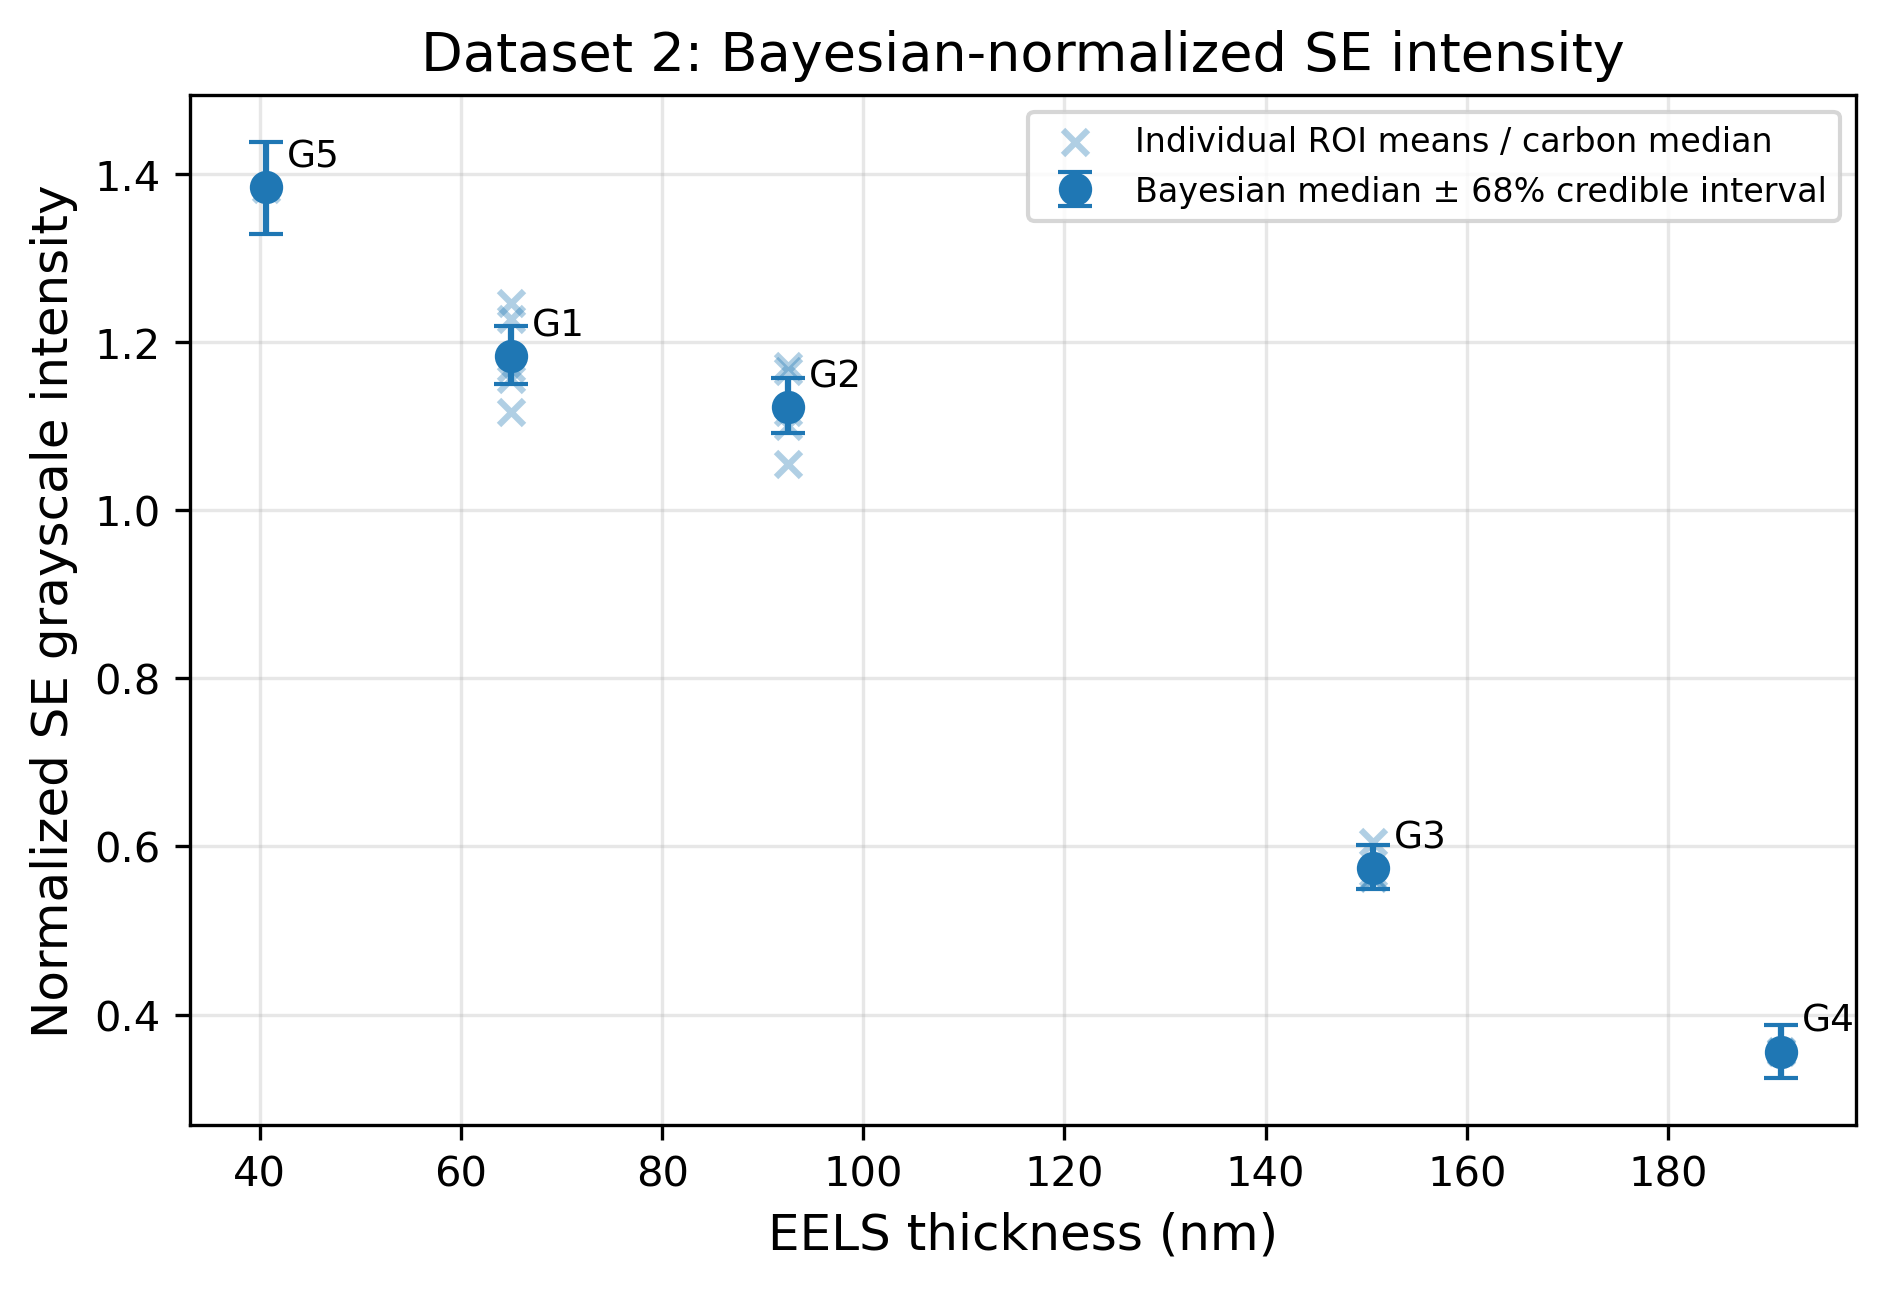 Dataset 2: Bayesian-normalized SE intensity
Individual ROI means / carbon median
Bayesian median ± 68% credible interval
Normalized SE grayscale intensity
1.4
1.2
1.0
0.8
0.6
0.4
G5
G1
G2
G3
G4
40
60
80
100
120
140
160
180
EELS thickness (nm)